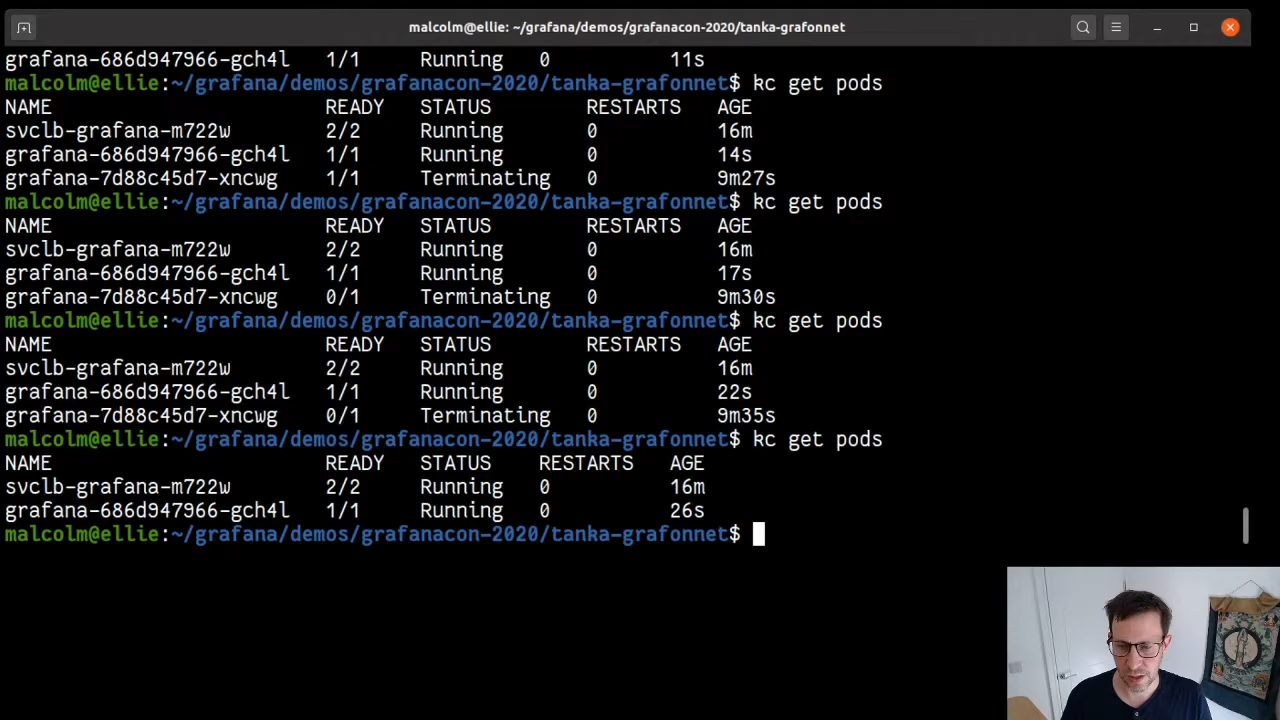 malcolm@ellie: ~/grafana/demos/grafanacon-2020/tanka-grafonnet
grafana-686d947966-gch4l 1/1 Running 0 11s
malcolm@ellie:~/grafana/demos/grafanacon-2020/tanka-grafonnet$ kc get pods
NAME READY STATUS RESTARTS AGE
svclb-grafana-m722w 2/2 Running 0 16m
grafana-686d947966-gch4l 1/1 Running 0 14s
grafana-7d88c45d7-xncwg 1/1 Terminating 0 9m27s
malcolm@ellie:~/grafana/demos/grafanacon-2020/tanka-grafonnet$ kc get pods
NAME READY STATUS RESTARTS AGE
svclb-grafana-m722w 2/2 Running 0 16m
grafana-686d947966-gch4l 1/1 Running 0 17s
grafana-7d88c45d7-xncwg 0/1 Terminating 0 9m30s
malcolm@ellie:~/grafana/demos/grafanacon-2020/tanka-grafonnet$ kc get pods
NAME READY STATUS RESTARTS AGE
svclb-grafana-m722w 2/2 Running 0 16m
grafana-686d947966-gch4l 1/1 Running 0 22s
grafana-7d88c45d7-xncwg 0/1 Terminating 0 9m35s
malcolm@ellie:~/grafana/demos/grafanacon-2020/tanka-grafonnet$ kc get pods
NAME READY STATUS RESTARTS AGE
svclb-grafana-m722w 2/2 Running 0 16m
grafana-686d947966-gch4l 1/1 Running 0 26s
malcolm@ellie:~/grafana/demos/grafanacon-2020/tanka-grafonnet$